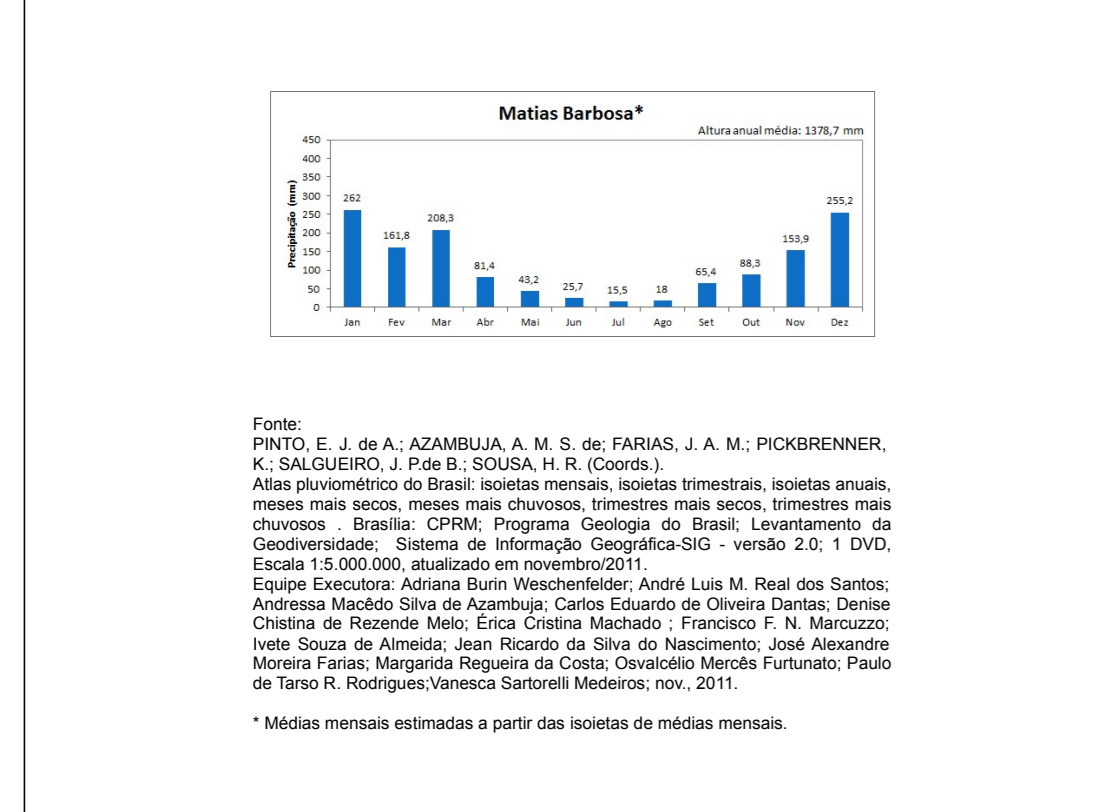 Matias Barbosa*
Altura anual média: 1378,7 mm
Precipitação (mm)
450
400
350
300
250
200
150
100
50
0
262
161,8
208,3
81,4
43,2
25,7
15,5
18
65,4
88,3
153,9
255,2
Jan Fev Mar Abr Mai Jun Jul Ago Set Out Nov Dez
Fonte:
PINTO, E. J. de A.; AZAMBUJA, A. M. S. de; FARIAS, J. A. M.; PICKBRENNER,
K.; SALGUEIRO, J. P.de B.; SOUSA, H. R. (Coords.).
Atlas pluviométrico do Brasil: isoietas mensais, isoietas trimestrais, isoietas anuais,
meses mais secos, meses mais chuvosos, trimestres mais secos, trimestres mais
chuvosos . Brasília: CPRM; Programa Geologia do Brasil; Levantamento da
Geodiversidade; Sistema de Informação Geográfica-SIG - versão 2.0; 1 DVD,
Escala 1:5.000.000, atualizado em novembro/2011.
Equipe Executora: Adriana Burin Weschenfelder; André Luis M. Real dos Santos;
Andressa Macêdo Silva de Azambuja; Carlos Eduardo de Oliveira Dantas; Denise
Chistina de Rezende Melo; Érica Cristina Machado ; Francisco F. N. Marcuzzo;
Ivete Souza de Almeida; Jean Ricardo da Silva do Nascimento; José Alexandre
Moreira Farias; Margarida Regueira da Costa; Osvalcélio Mercês Furtunato; Paulo
de Tarso R. Rodrigues;Vanesca Sartorelli Medeiros; nov., 2011.
* Médias mensais estimadas a partir das isoietas de médias mensais.